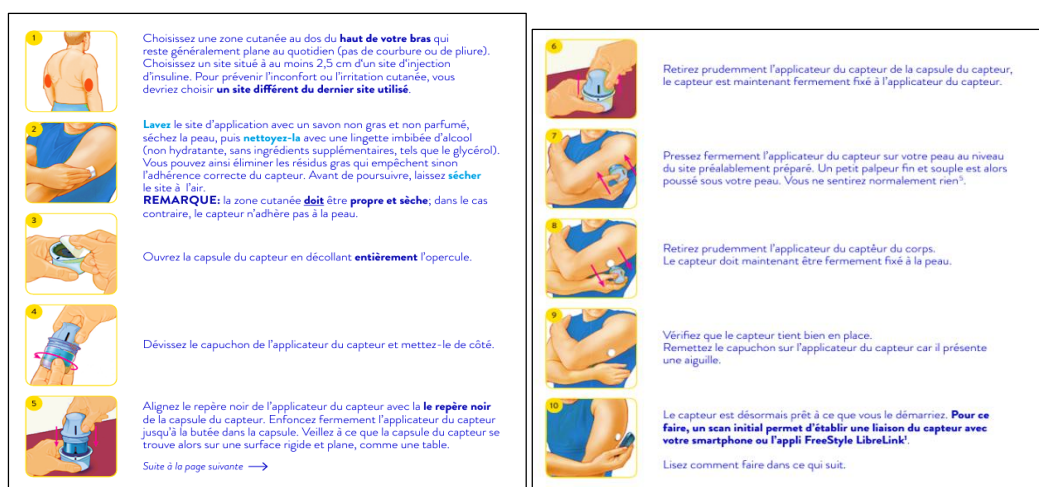 1
Choisissez une zone cutanée au dos du haut de votre bras qui
reste généralement plane au quotidien (pas de courbure ou de pliure).
Choisissez un site situé à au moins 2,5 cm d'un site d'injection
d'insuline. Pour prévenir l'inconfort ou l'irritation cutanée, vous
devriez choisir un site différent du dernier site utilisé.
2
Lavez le site d'application avec un savon non gras et non parfumé,
séchez la peau, puis nettoyez-la avec une lingette imbibée d'alcool
(non hydratante, sans ingrédients supplémentaires, tels que le glycérol).
Vous pouvez ainsi éliminer les résidus gras qui empêchent sinon
l'adhérence correcte du capteur. Avant de poursuivre, laissez sécher
le site à l'air.
REMARQUE: la zone cutanée doit être propre et sèche; dans le cas
contraire, le capteur n'adhère pas à la peau.
3
Ouvrez la capsule du capteur en décollant entièrement l'opercule.
4
Dévissez le capuchon de l'applicateur du capteur et mettez-le de côté.
5
Alignez le repère noir de l'applicateur du capteur avec la le repère noir
de la capsule du capteur. Enfoncez fermement l'applicateur du capteur
jusqu'à la butée dans la capsule. Veillez à ce que la capsule du capteur se
trouve alors sur une surface rigide et plane, comme une table.
Suite à la page suivante →
6
Retirez prudemment l'applicateur du capteur de la capsule du capteur,
le capteur est maintenant fermement fixé à l'applicateur du capteur.
7
Pressez fermement l'applicateur du capteur sur votre peau au niveau
du site préalablement préparé. Un petit palpeur fin et souple est alors
poussé sous votre peau. Vous ne sentirez normalement rien⁵.
8
Retirez prudemment l'applicateur du captêur du corps.
Le capteur doit maintenant être fermement fixé à la peau.
9
Vérifiez que le capteur tient bien en place.
Remettez le capuchon sur l'applicateur du capteur car il présente
une aiguille.
10
Le capteur est désormais prêt à ce que vous le démarriez. Pour ce
faire, un scan initial permet d'établir une liaison du capteur avec
votre smartphone ou l'appli FreeStyle LibreLink¹.
Lisez comment faire dans ce qui suit.